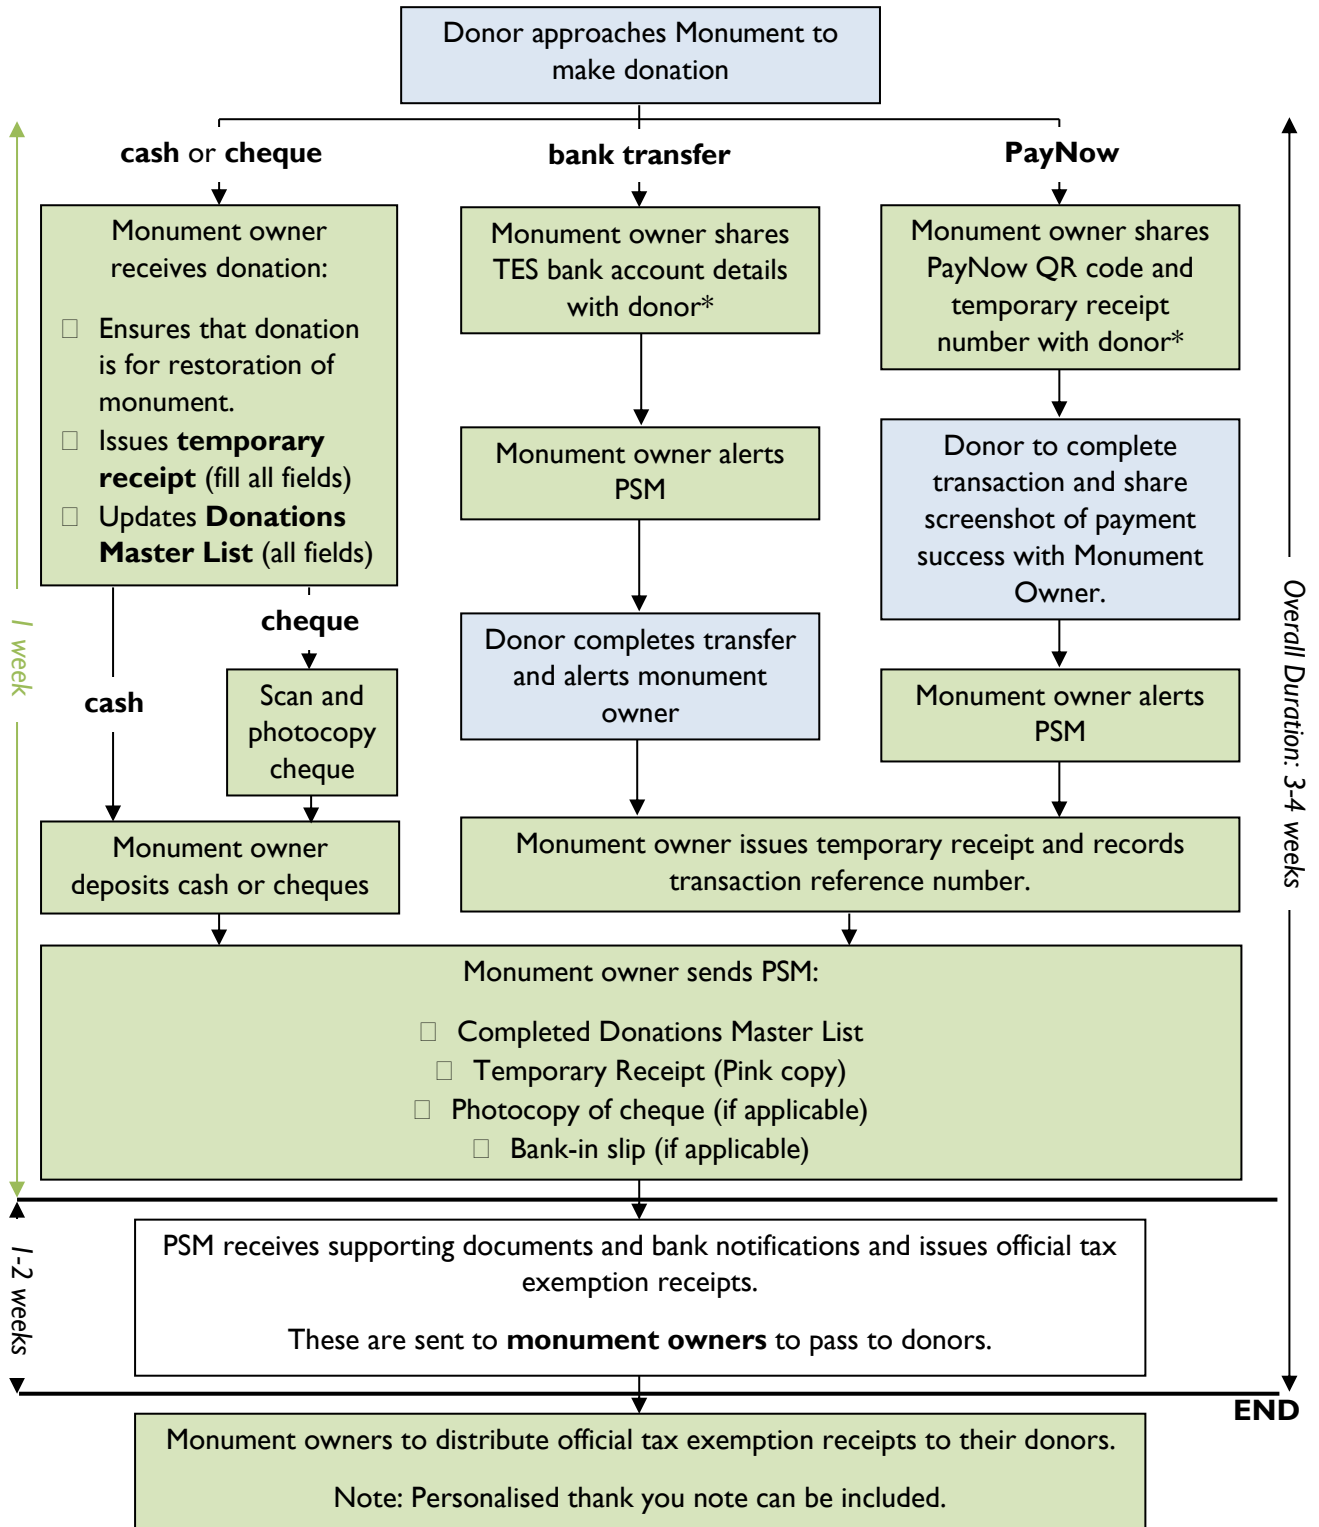 Donor approaches Monument to
make donation
cash or cheque
bank transfer
PayNow
Monument owner
receives donation:
☐ Ensures that donation
is for restoration of
monument.
☐ Issues temporary
receipt (fill all fields)
☐ Updates Donations
Master List (all fields)
Monument owner shares
TES bank account details
with donor*
Monument owner shares
PayNow QR code and
temporary receipt
number with donor*
Monument owner alerts
PSM
Donor to complete
transaction and share
screenshot of payment
success with Monument
Owner.
cheque
cash
Scan and
photocopy
cheque
Donor completes transfer
and alerts monument
owner
Monument owner alerts
PSM
Monument owner
deposits cash or cheques
Monument owner issues temporary receipt and records
transaction reference number.
Monument owner sends PSM:
☐ Completed Donations Master List
☐ Temporary Receipt (Pink copy)
☐ Photocopy of cheque (if applicable)
☐ Bank-in slip (if applicable)
1 week
Overall Duration: 3-4 weeks
PSM receives supporting documents and bank notifications and issues official tax
exemption receipts.
These are sent to monument owners to pass to donors.
1-2 weeks
END
Monument owners to distribute official tax exemption receipts to their donors.
Note: Personalised thank you note can be included.